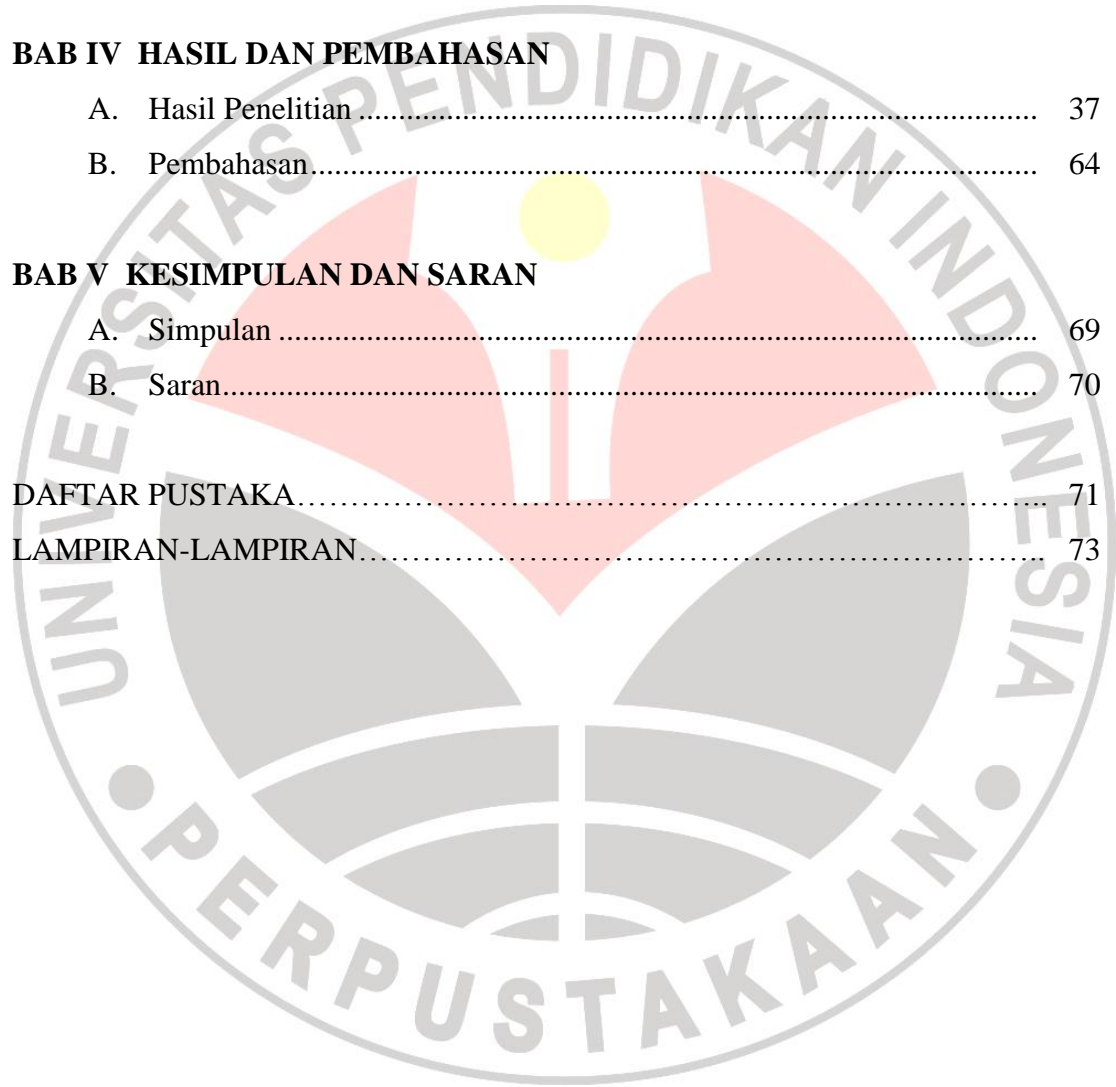 BAB IV HASIL DAN PEMBAHASAN
A. Hasil Penelitian ........................................................................................ 37
B. Pembahasan............................................................................................. 64
BAB V KESIMPULAN DAN SARAN
A. Simpulan .................................................................................................. 69
B. Saran........................................................................................................ 70
DAFTAR PUSTAKA…………………………………………………………………. 71
LAMPIRAN-LAMPIRAN…………………………………………………………….. 73
UNIVERSITAS PENDIDIKAN INDONESIA
PERPUSTAKAAN